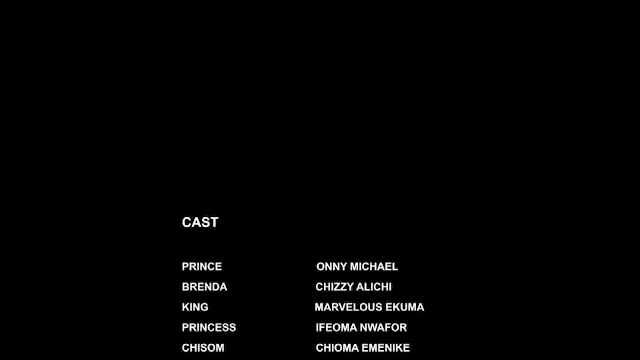 CAST
PRINCE ONNY MICHAEL
BRENDA CHIZZY ALICHI
KING MARVELOUS EKUMA
PRINCESS IFEOMA NWAFOR
CHISOM CHIOMA EMENIKE